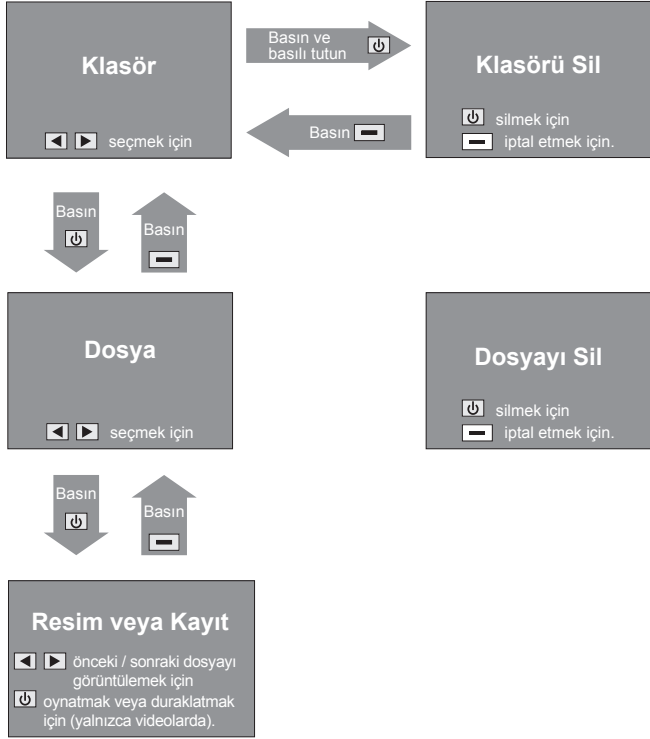 Klasör
seçmek için
Basın ve
basılı tutun
Klasörü Sil
silmek için
iptal etmek için.
Basın
Basın
Basın
Dosya
seçmek için
Dosyayı Sil
silmek için
iptal etmek için.
Basın
Basın
Resim veya Kayıt
önceki / sonraki dosyayı
görüntülemek için
oynatmak veya duraklatmak
için (yalnızca videolarda).